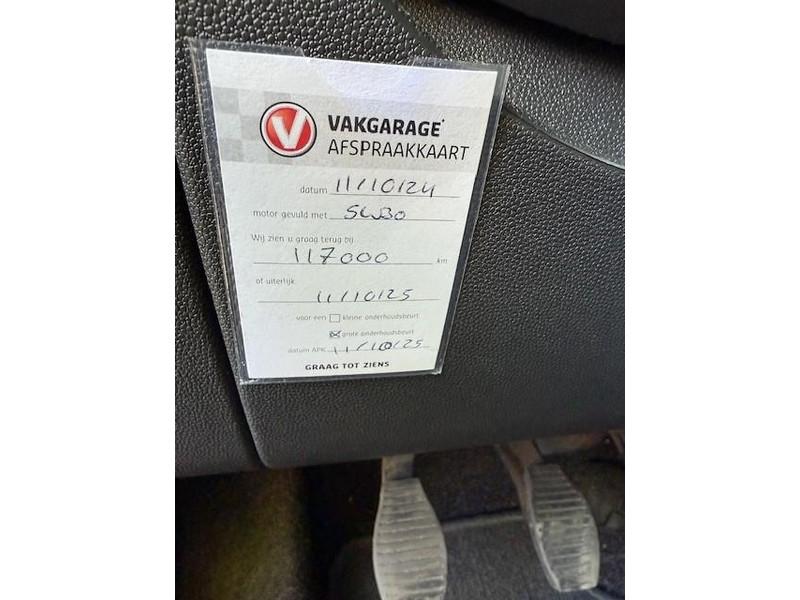 V
VAKGARAGE
AFSPRAAKKAART
datum 11/10/24
motor gevuld met 5W30
Wij zien u graag terug bij
117000 km
of uiterlijk
11/10/25
voor een ☐ kleine onderhoudsbeurt
☒ grote onderhoudsbeurt
datum APK 11/10/25
GRAAG TOT ZIENS